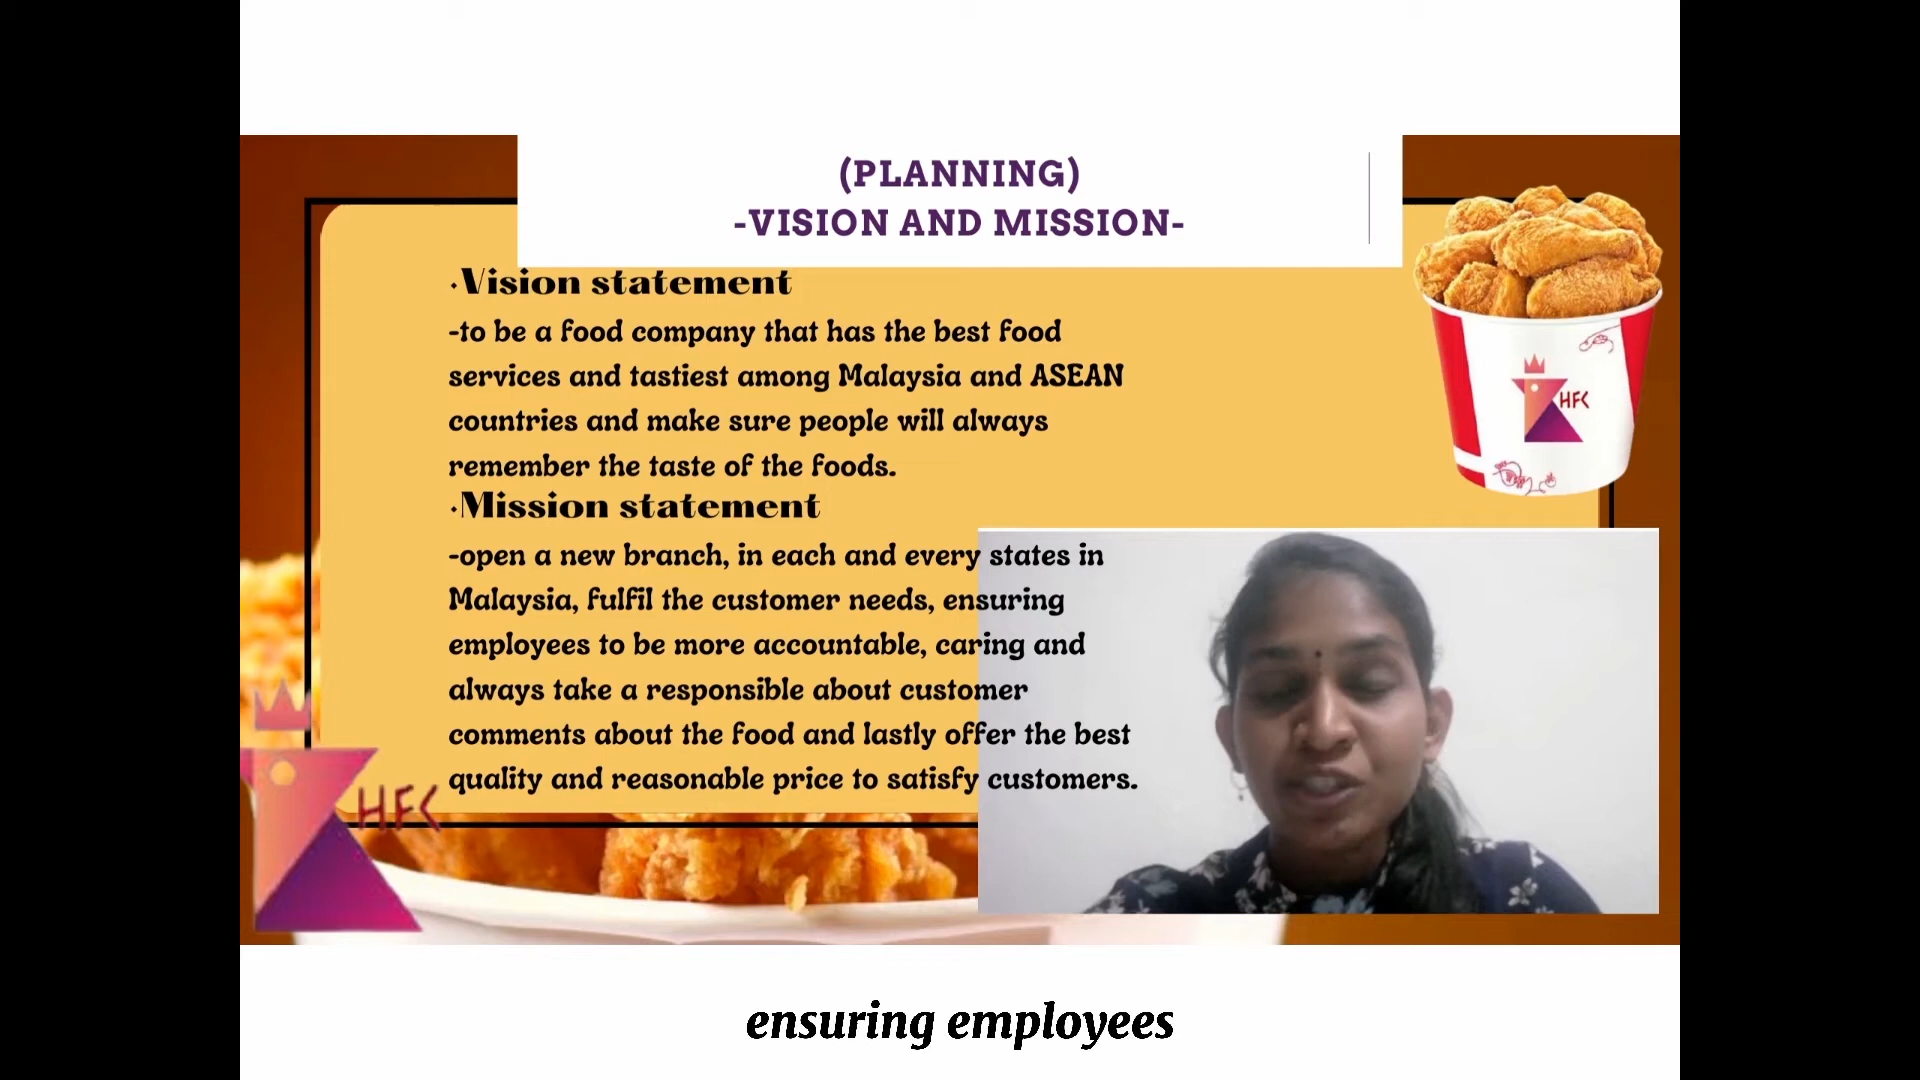 (PLANNING)
-VISION AND MISSION-
·Vision statement
-to be a food company that has the best food
services and tastiest among Malaysia and ASEAN
countries and make sure people will always
remember the taste of the foods.
·Mission statement
-open a new branch, in each and every states in
Malaysia, fulfil the customer needs, ensuring
employees to be more accountable, caring and
always take a responsible about customer
comments about the food and lastly offer the best
quality and reasonable price to satisfy customers.
HFC
HFC
ensuring employees